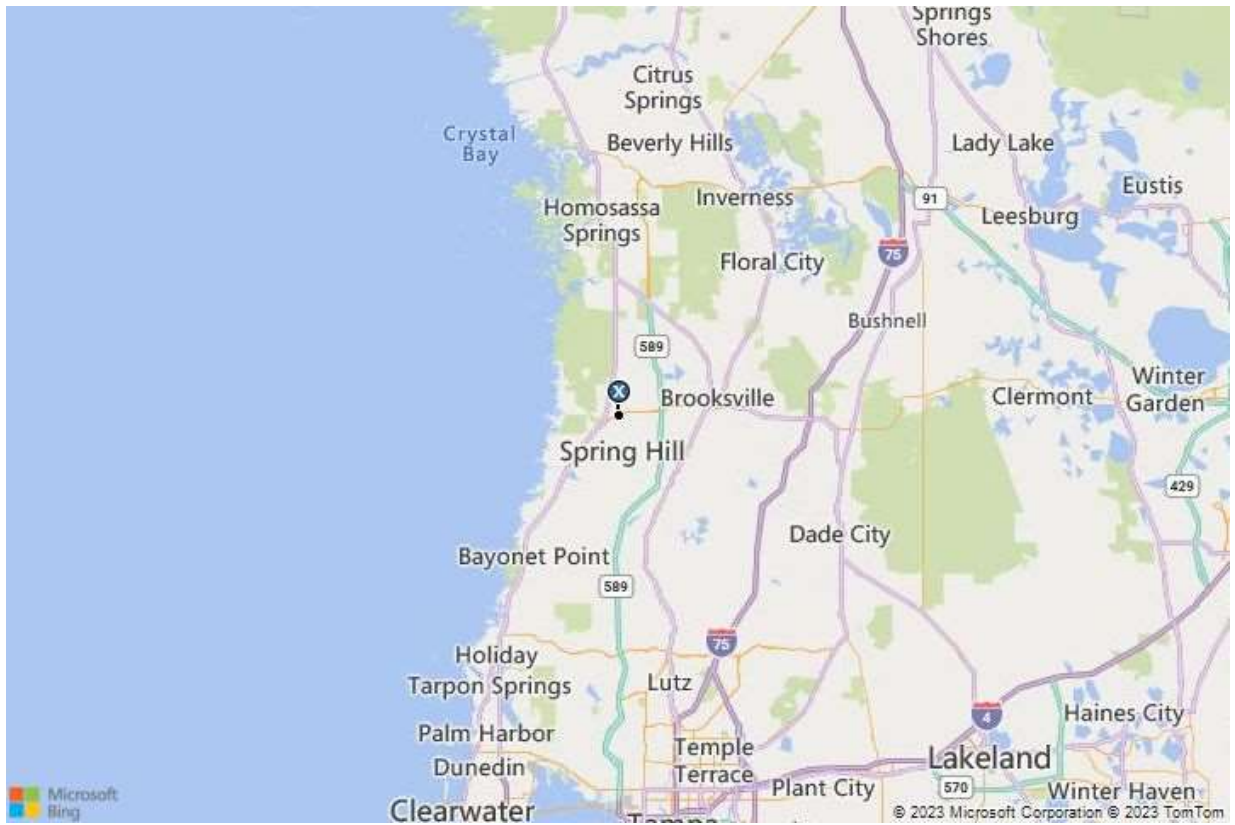 Springs
Shores
Citrus
Springs
Crystal
Bay
Beverly Hills
Lady Lake
Eustis
Inverness
91
Homosassa
Springs
Leesburg
75
Floral City
Bushnell
589
X
Brooksville
Clermont
Winter
Garden
Spring Hill
429
Dade City
Bayonet Point
589
75
Holiday
Lutz
Tarpon Springs
4
Haines City
Palm Harbor
Temple
Terrace
Dunedin
Lakeland
Plant City
570
Winter Haven
Microsoft
Bing
Clearwater
Tampa
© 2023 Microsoft Corporation © 2023 TomTom